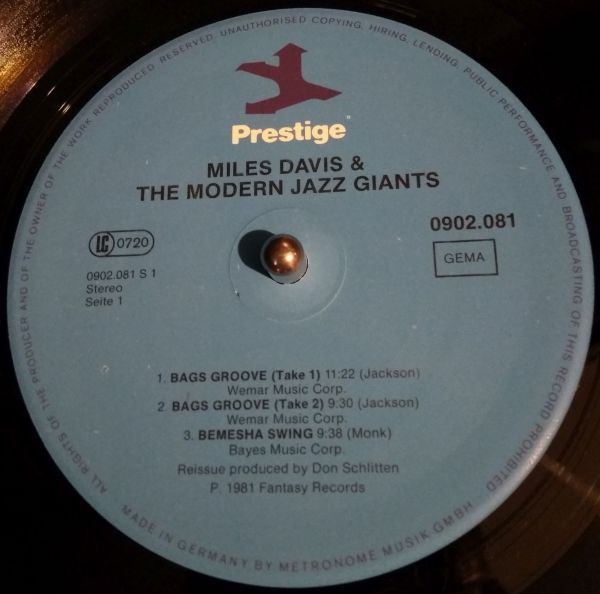 ALL RIGHTS OF THE PRODUCER AND OF THE OWNER OF THE WORK REPRODUCED RESERVED. UNAUTHORISED COPYING, HIRING, LENDING, PUBLIC PERFORMANCE AND BROADCASTING OF THIS RECORD PROHIBITED
Prestige
MILES DAVIS &
THE MODERN JAZZ GIANTS
LC 0720
0902.081
GEMA
0902.081 S 1
Stereo
Seite 1
1. BAGS GROOVE (Take 1) 11:22 (Jackson)
Wemar Music Corp.
2. BAGS GROOVE (Take 2) 9:30 (Jackson)
Wemar Music Corp.
3. BEMESHA SWING 9:38 (Monk)
Bayes Music Corp.
Reissue produced by Don Schlitten
P. 1981 Fantasy Records
MADE IN GERMANY BY METRONOME MUSIK GMBH